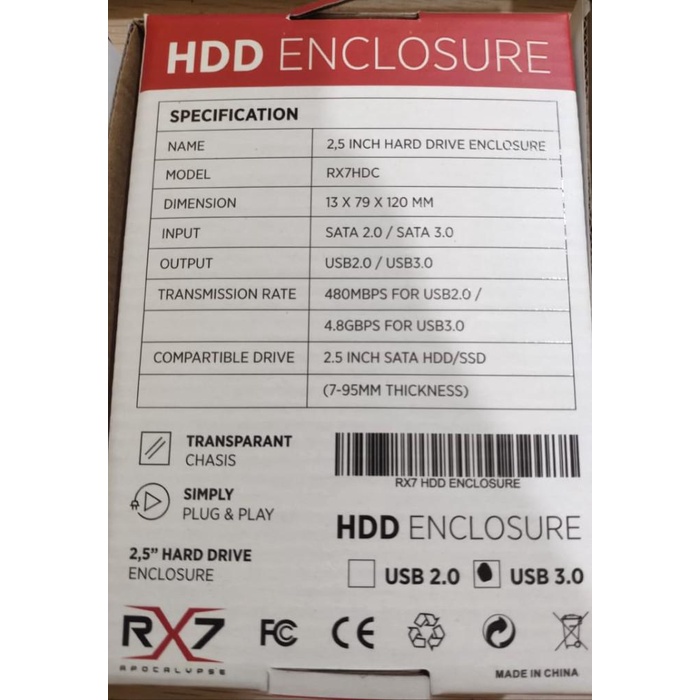 HDD ENCLOSURE
SPECIFICATION
NAME 2,5 INCH HARD DRIVE ENCLOSURE
MODEL RX7HDC
DIMENSION 13 X 79 X 120 MM
INPUT SATA 2.0 / SATA 3.0
OUTPUT USB2.0 / USB3.0
TRANSMISSION RATE 480MBPS FOR USB2.0 /
4.8GBPS FOR USB3.0
COMPARTIBLE DRIVE 2.5 INCH SATA HDD/SSD
(7-95MM THICKNESS)
TRANSPARANT
CHASIS
SIMPLY
PLUG & PLAY
2,5” HARD DRIVE
ENCLOSURE
RX7 HDD ENCLOSURE
HDD ENCLOSURE
USB 2.0 USB 3.0
RX7
APOCALYPSE
FC CE
MADE IN CHINA